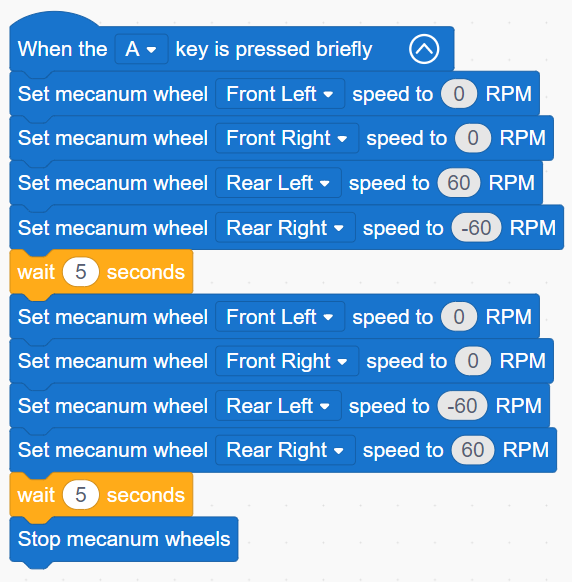 When the A key is pressed briefly
Set mecanum wheel Front Left speed to 0 RPM
Set mecanum wheel Front Right speed to 0 RPM
Set mecanum wheel Rear Left speed to 60 RPM
Set mecanum wheel Rear Right speed to -60 RPM
wait 5 seconds
Set mecanum wheel Front Left speed to 0 RPM
Set mecanum wheel Front Right speed to 0 RPM
Set mecanum wheel Rear Left speed to -60 RPM
Set mecanum wheel Rear Right speed to 60 RPM
wait 5 seconds
Stop mecanum wheels